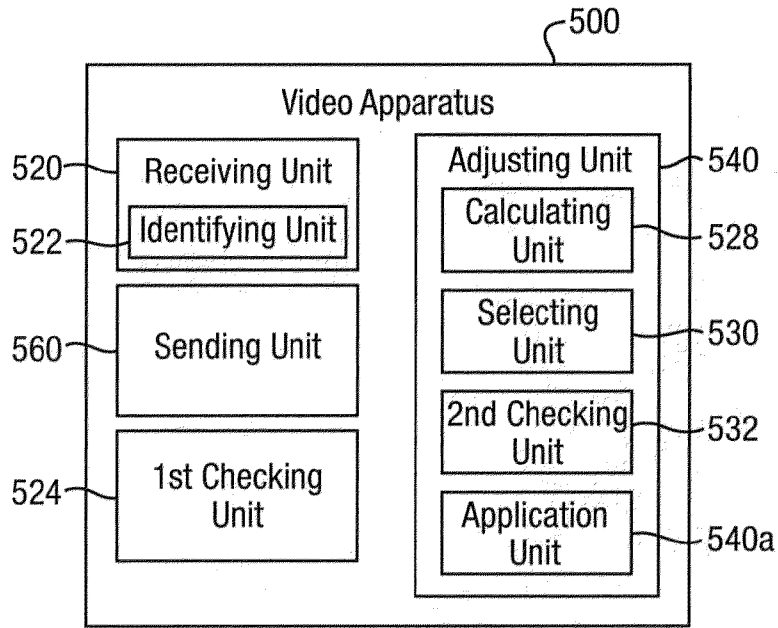 500
Video Apparatus
520
Receiving Unit
522
Identifying Unit
560
Sending Unit
524
1st Checking
Unit
Adjusting Unit
540
Calculating
Unit
528
Selecting
Unit
530
2nd Checking
Unit
532
Application
Unit
540a